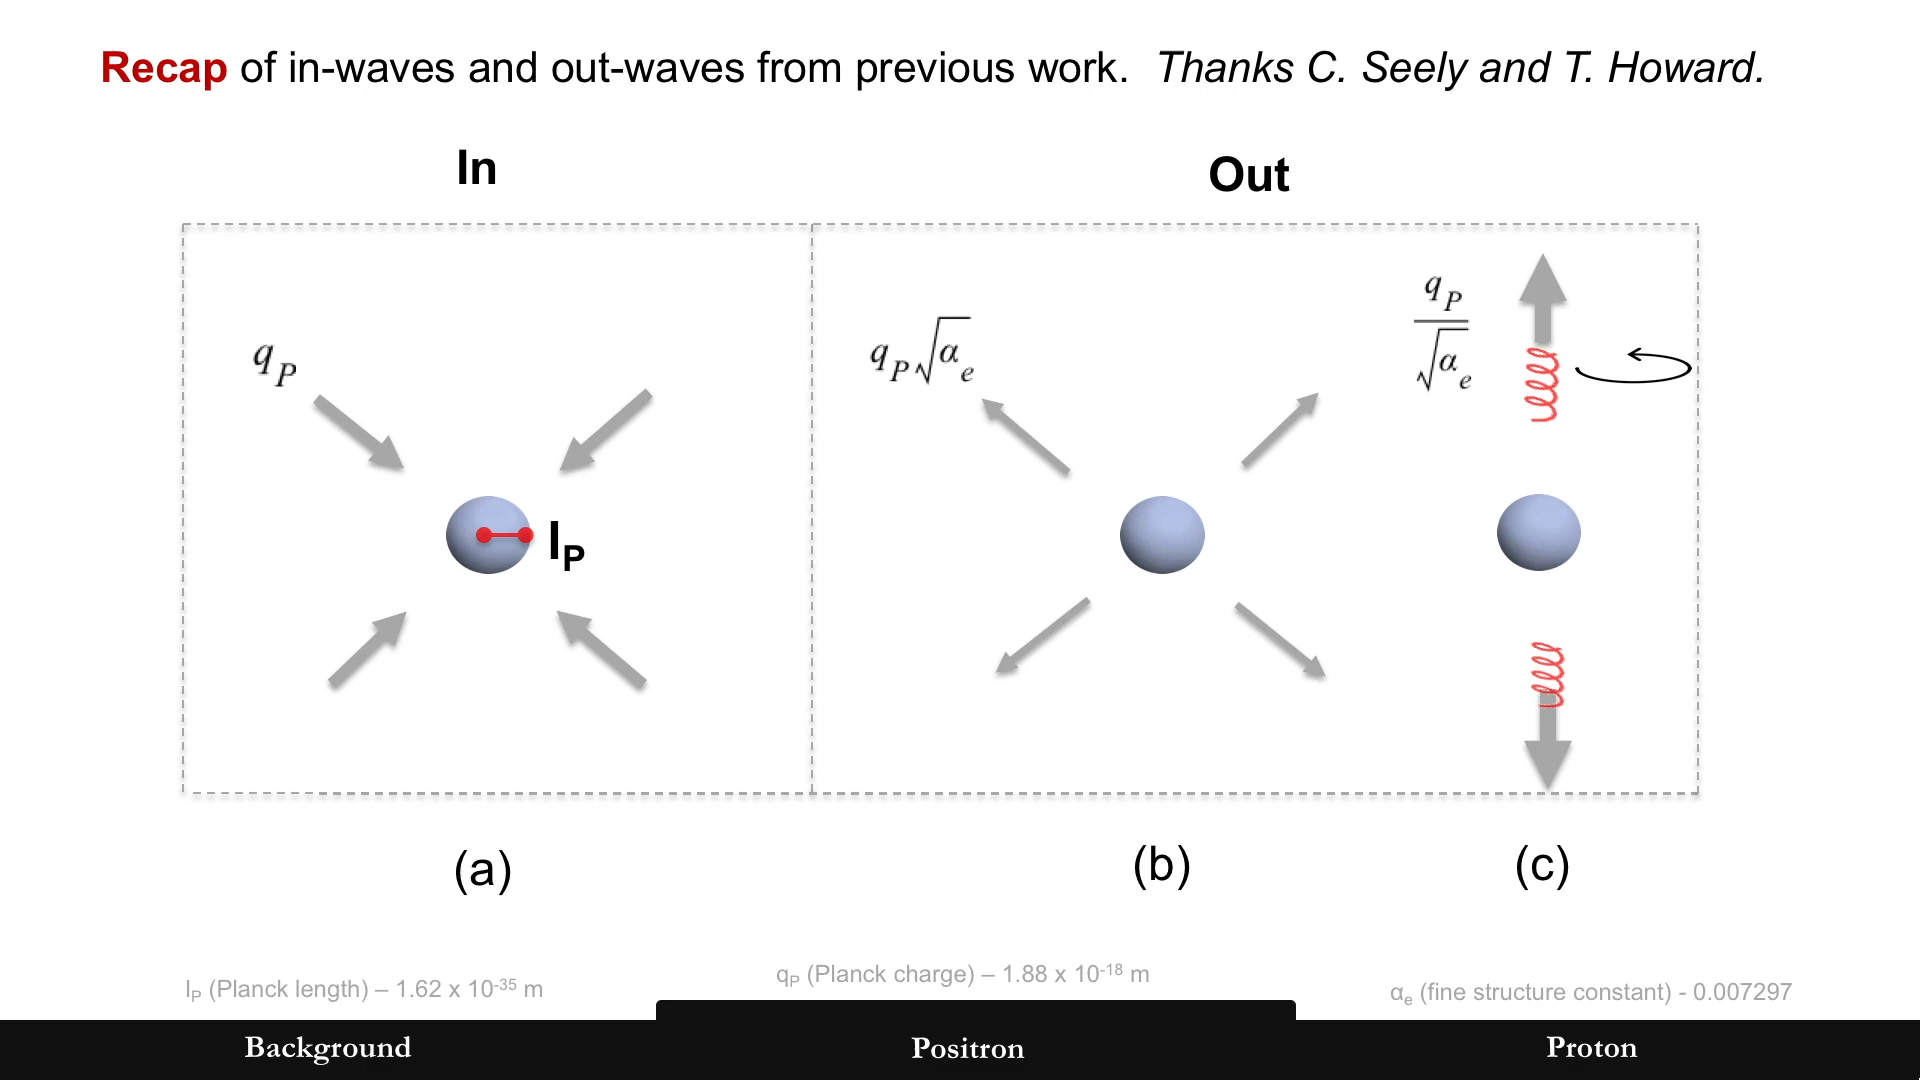 Recap of in-waves and out-waves from previous work. Thanks C. Seely and T. Howard.
In
Out
q_P
q_P√α_e
q_P/√α_e
l_P
(a)
(b)
(c)
l_P (Planck length) – 1.62 x 10^-35 m
q_P (Planck charge) – 1.88 x 10^-18 m
α_e (fine structure constant) - 0.007297
Background
Positron
Proton